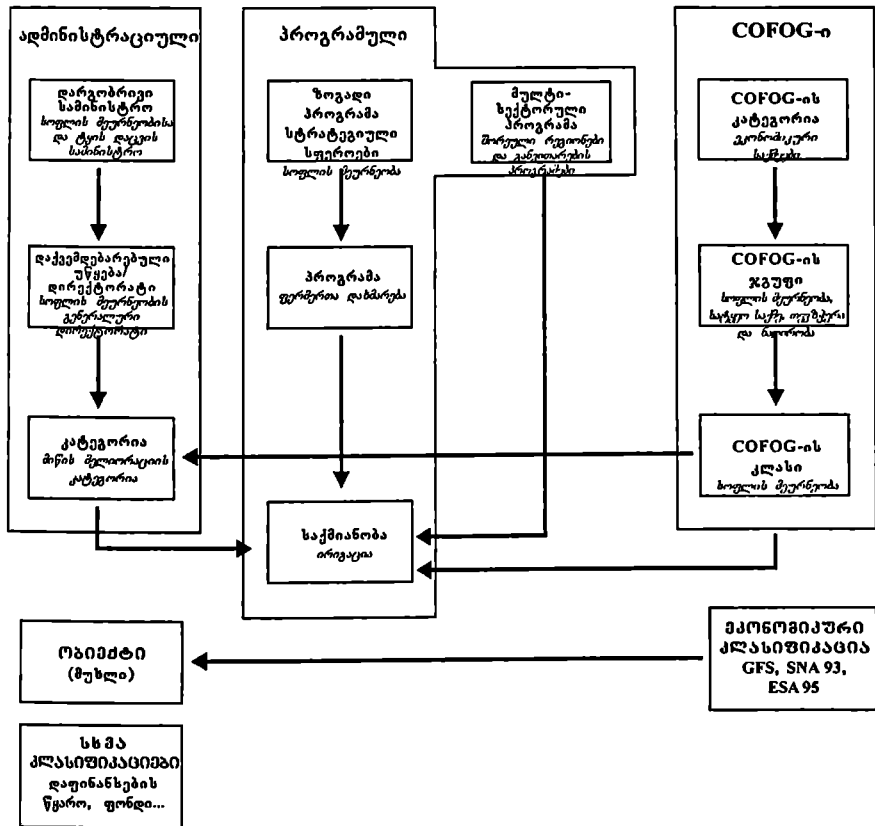 ადმინისტრაციული
დარგობრივი
სამინისტრო
სოფლის მეურნეობისა
და ტყის დაცვის
სამინისტრო
დაქვემდებარებული
უწყება/
დირექტორატი
სოფლის მეურნეობის
გენერალური
დირექტორატი
კატეგორია
მიწის მელიორაციის
კატეგორია
პროგრამული
ზოგადი
პროგრამა
სტრატეგიული
სფეროები
სოფლის მეურნეობა
მულტი-
სექტორული
პროგრამა
შორეული რეგიონები
და განვითარების
პროგრამები
პროგრამა
ფერმერთა დახმარება
საქმიანობა
ირიგაცია
COFOG-ი
COFOG-ის
კატეგორია
ეკონომიკური
საქმეები
COFOG-ის
ჯგუფი
სოფლის მეურნეობა,
სატყეო საქმე, თევზჭერა
და ნადირობა
COFOG-ის
კლასი
სოფლის მეურნეობა
ობიექტი
(მუხლი)
ეკონომიკური
კლასიფიკაცია
GFS, SNA 93,
ESA 95
სხვა
კლასიფიკაციები
დაფინანსების
წყარო, ფონდი...